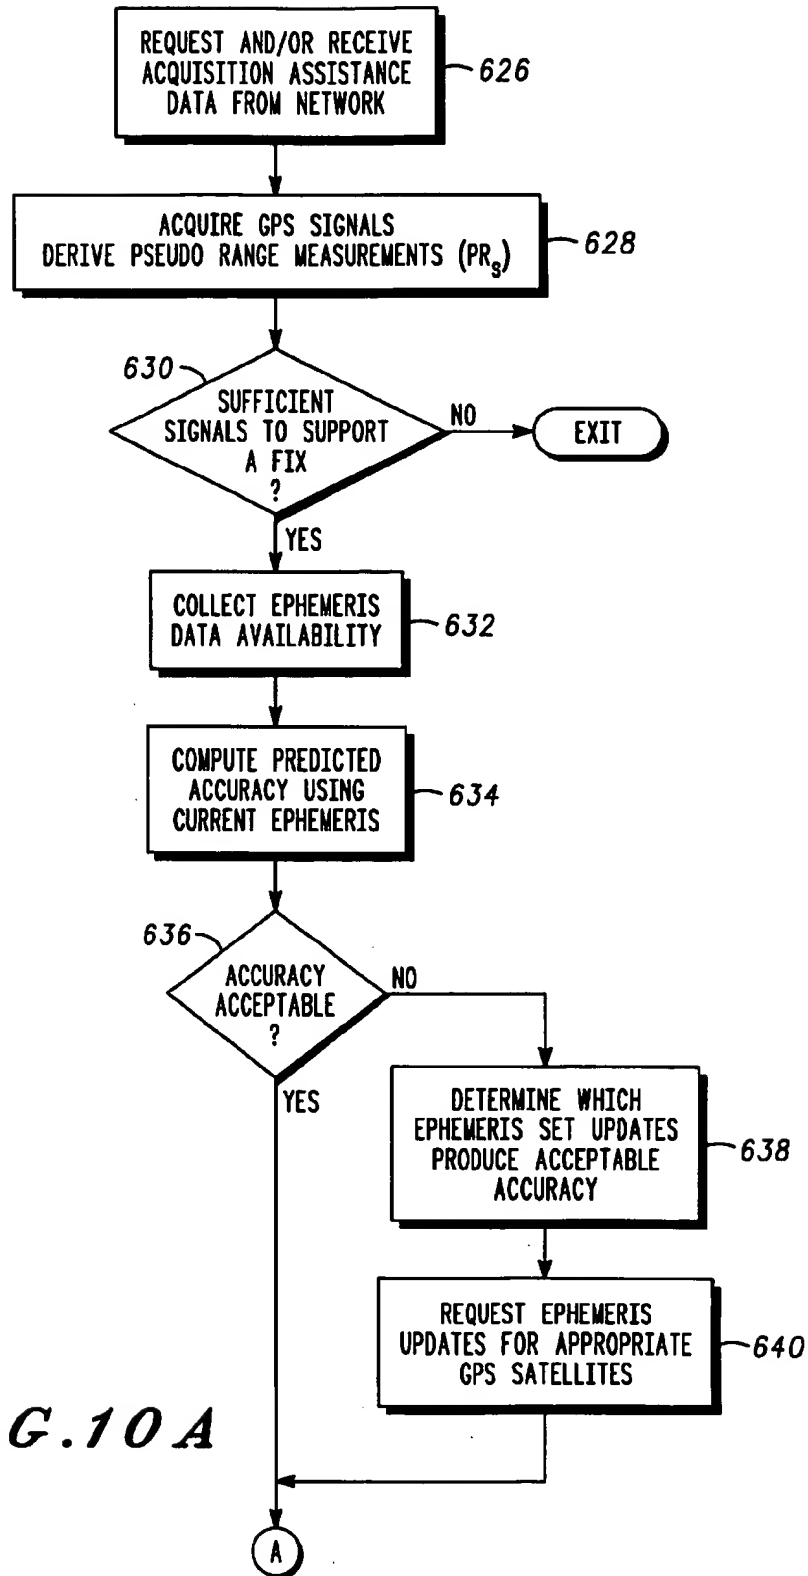 REQUEST AND/OR RECEIVE
ACQUISITION ASSISTANCE
DATA FROM NETWORK
626
ACQUIRE GPS SIGNALS
DERIVE PSEUDO RANGE MEASUREMENTS (PRS)
628
630
SUFFICIENT
SIGNALS TO SUPPORT
A FIX
?
NO
EXIT
YES
COLLECT EPHEMERIS
DATA AVAILABILITY
632
COMPUTE PREDICTED
ACCURACY USING
CURRENT EPHEMERIS
634
636
ACCURACY
ACCEPTABLE
?
NO
YES
DETERMINE WHICH
EPHEMERIS SET UPDATES
PRODUCE ACCEPTABLE
ACCURACY
638
REQUEST EPHEMERIS
UPDATES FOR APPROPRIATE
GPS SATELLITES
640
G.10A
A